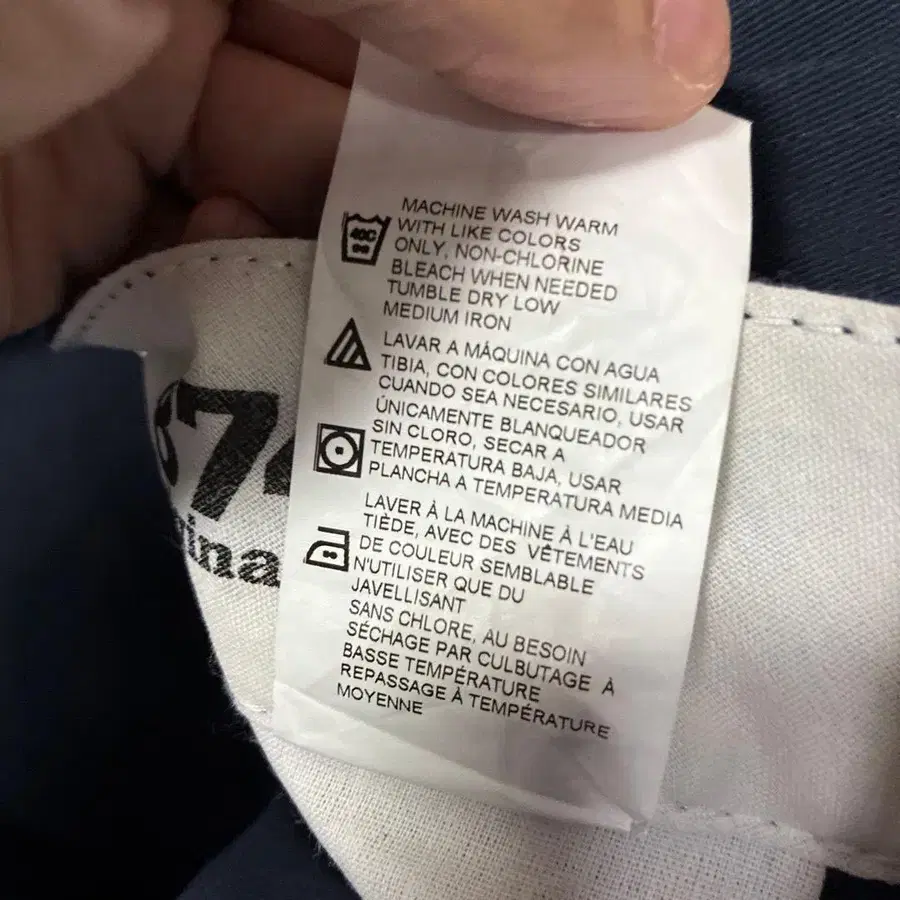 MACHINE WASH WARM
WITH LIKE COLORS
ONLY, NON-CHLORINE
BLEACH WHEN NEEDED
TUMBLE DRY LOW
MEDIUM IRON
40C
LAVAR A MÁQUINA CON AGUA
TIBIA, CON COLORES SIMILARES
CUANDO SEA NECESARIO, USAR
ÚNICAMENTE BLANQUEADOR
SIN CLORO, SECAR A
TEMPERATURA BAJA, USAR
PLANCHA A TEMPERATURA MEDIA
LAVER À LA MACHINE À L'EAU
TIÈDE, AVEC DES VÊTEMENTS
DE COULEUR SEMBLABLE
N'UTILISER QUE DU
JAVELLISANT
SANS CHLORE, AU BESOIN
SÉCHAGE PAR CULBUTAGE À
BASSE TEMPÉRATURE
REPASSAGE À TEMPÉRATURE
MOYENNE
874
ina